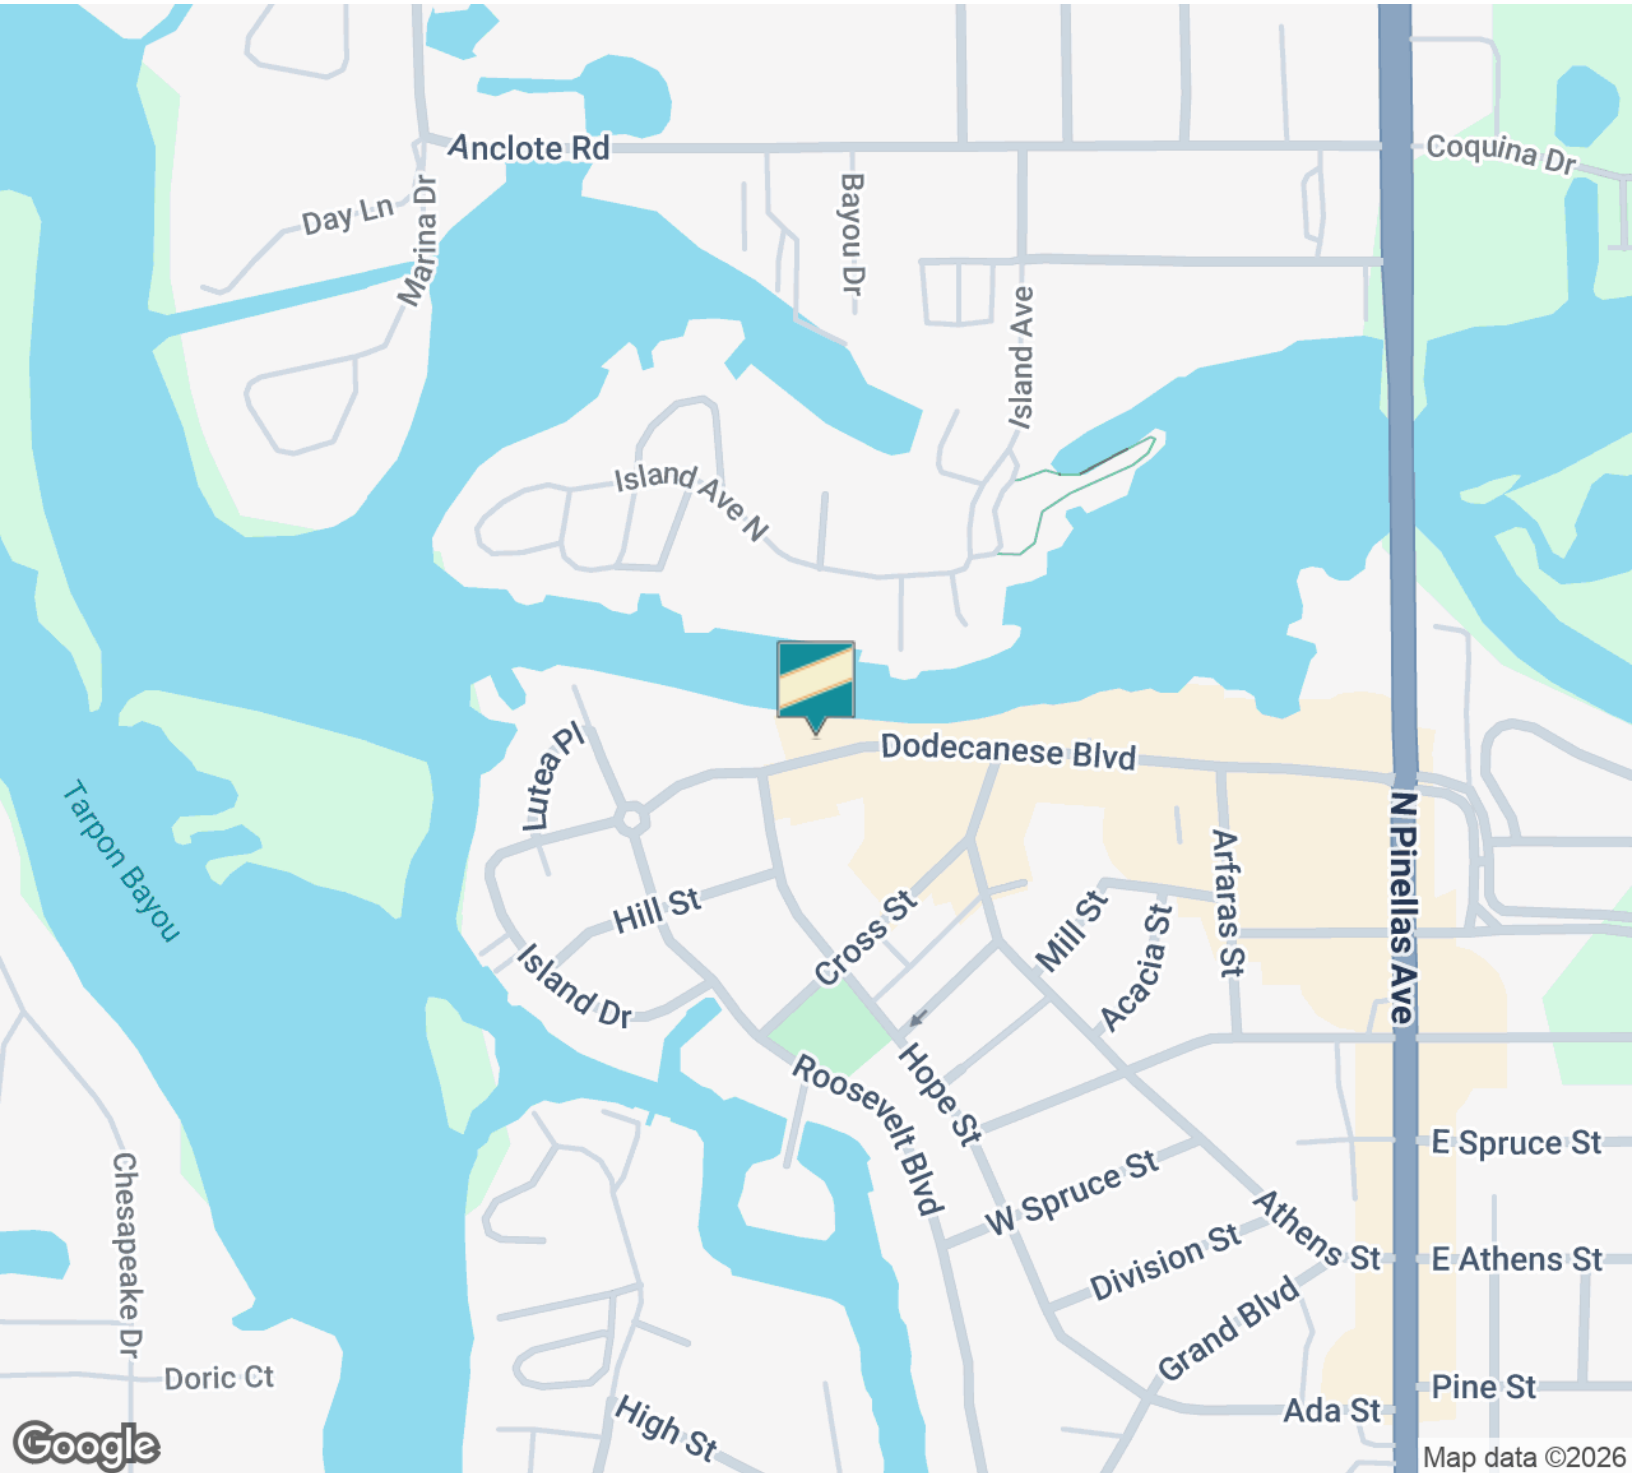 Anclote Rd
Coquina Dr
Day Ln
Marina Dr
Bayou Dr
Island Ave
Island Ave N
Dodecanese Blvd
Lutea Pl
N Pinellas Ave
Tarpon Bayou
Arfaras St
Hill St
Cross St
Mill St
Acacia St
Island Dr
Roosevelt Blvd
Hope St
E Spruce St
Chesapeake Dr
W Spruce St
Athens St
Division St
E Athens St
Grand Blvd
Doric Ct
Pine St
High St
Ada St
Google
Map data ©2026